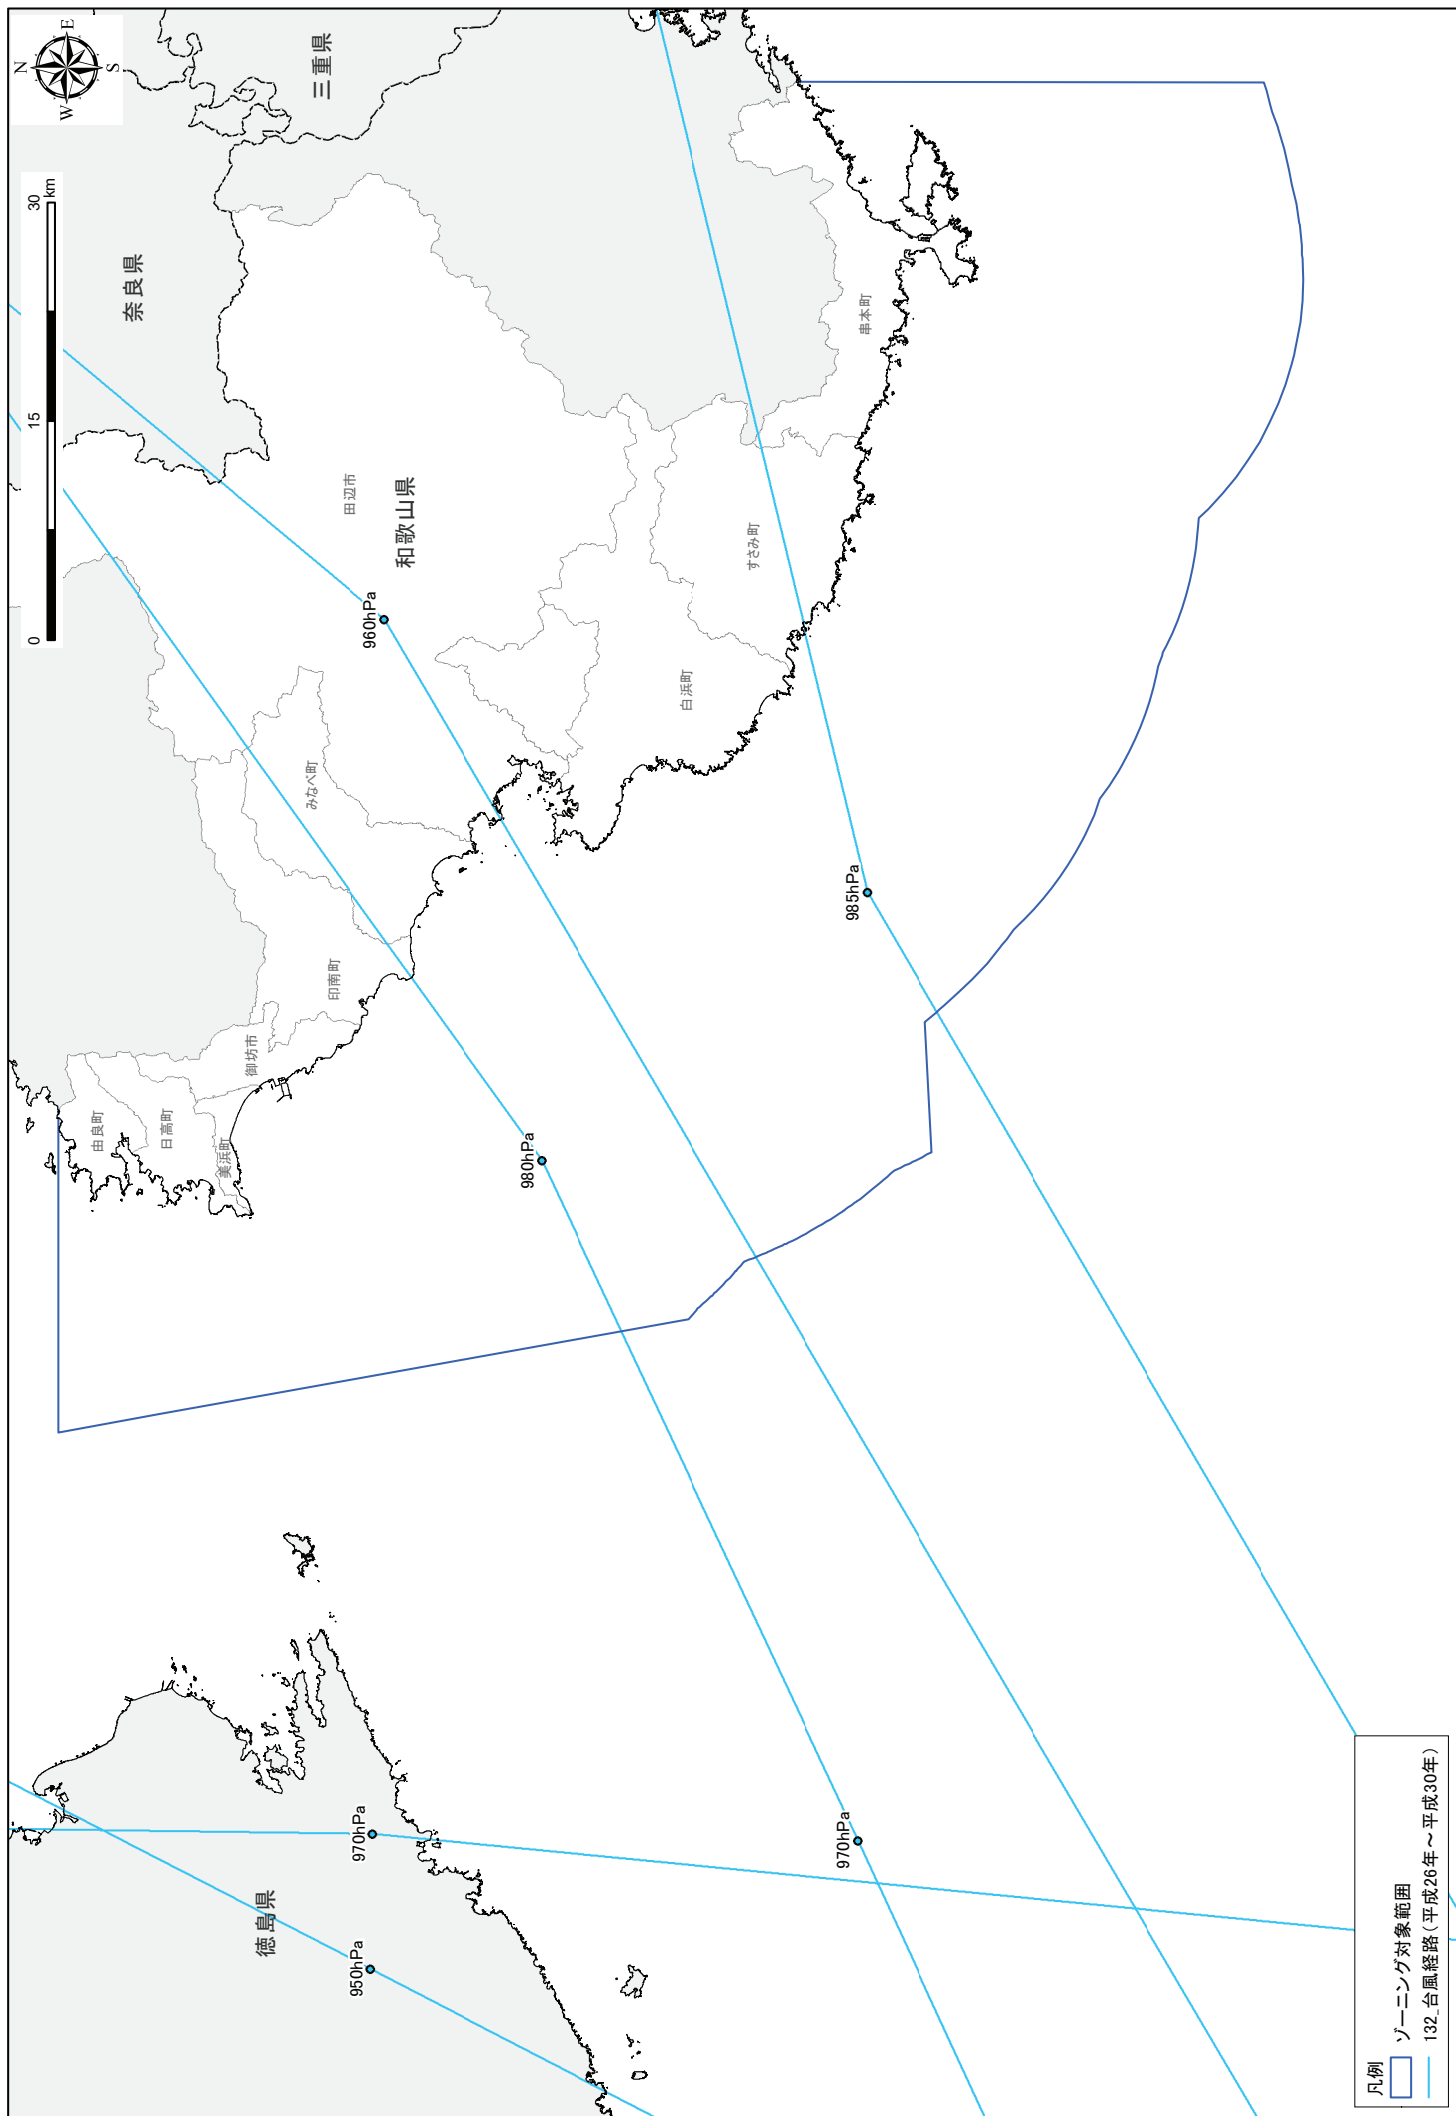 N
W
E
S
0
15
30
km
奈良県
三重県
和歌山県
徳島県
田辺市
みなべ町
印南町
御坊市
由良町
日高町
美浜町
白浜町
すさみ町
串本町
960hPa
980hPa
985hPa
970hPa
970hPa
950hPa
凡例
ゾーニング対象範囲
132_台風経路（平成26年～平成30年）